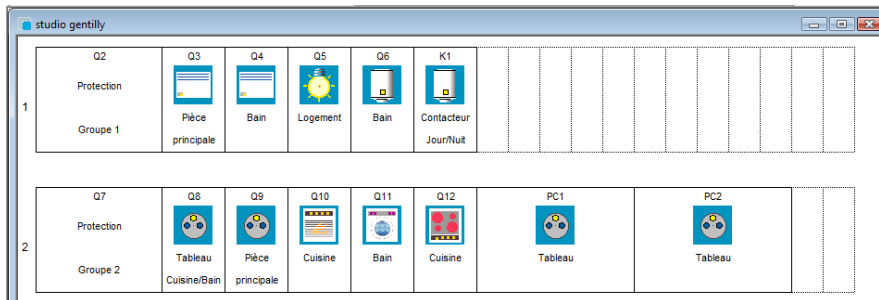 studio gentilly
1
Q2
Protection
Groupe 1
Q3
Pièce
principale
Q4
Bain
Q5
Logement
Q6
Bain
K1
Contacteur
Jour/Nuit
2
Q7
Protection
Groupe 2
Q8
Tableau
Cuisine/Bain
Q9
Pièce
principale
Q10
Cuisine
Q11
Bain
Q12
Cuisine
PC1
Tableau
PC2
Tableau